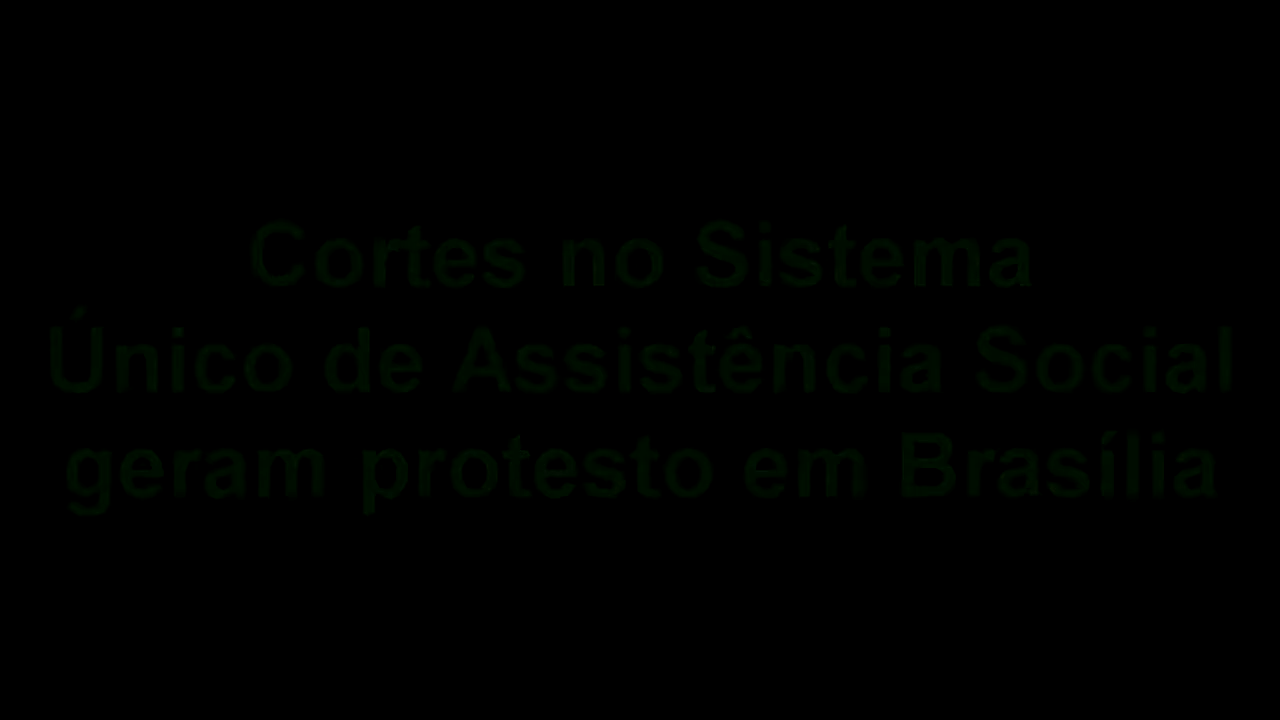 Cortes no Sistema
Único de Assistência Social
geram protesto em Brasília